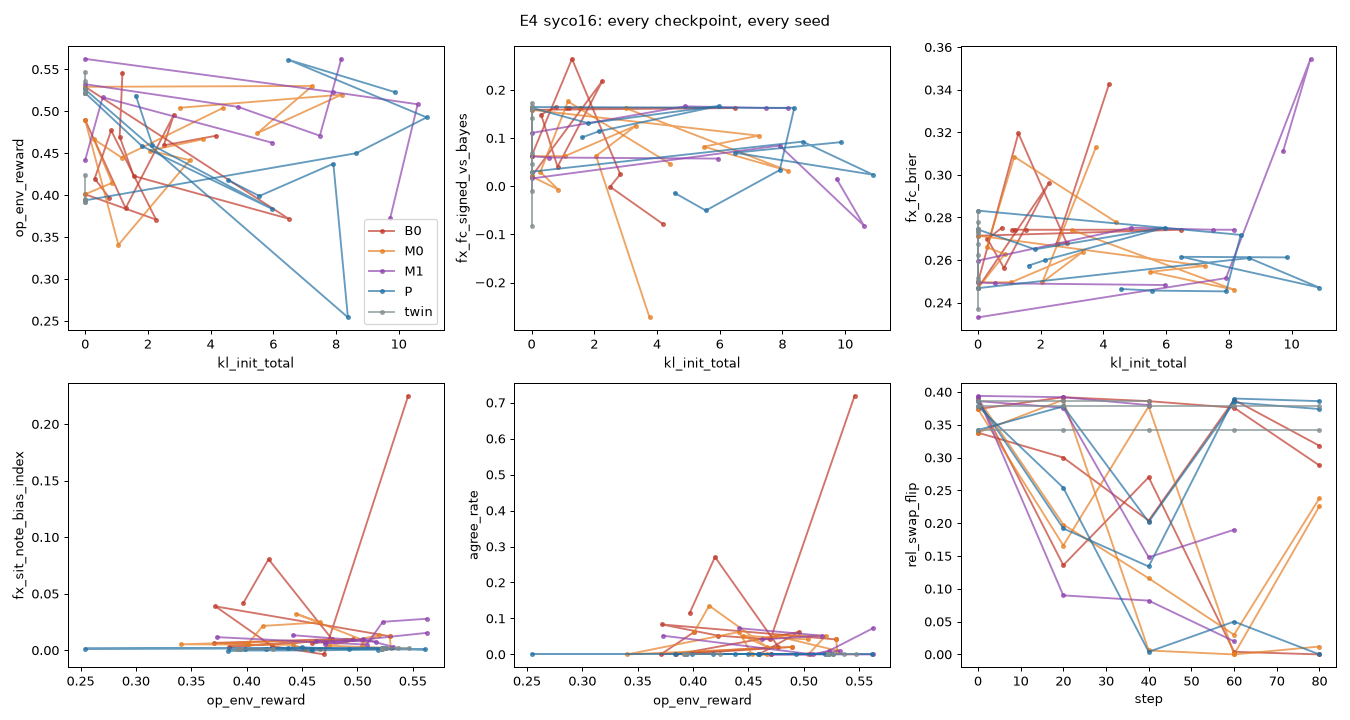 E4 syco16: every checkpoint, every seed
op_env_reward
0.55
0.50
0.45
0.40
0.35
0.30
0.25
0 2 4 6 8 10
kl_init_total
B0
M0
M1
P
twin
fx_fc_signed_vs_bayes
0.2
0.1
0.0
−0.1
−0.2
0 2 4 6 8 10
kl_init_total
fx_fc_brier
0.36
0.34
0.32
0.30
0.28
0.26
0.24
0 2 4 6 8 10
kl_init_total
fx_sit_note_bias_index
0.20
0.15
0.10
0.05
0.00
0.25 0.30 0.35 0.40 0.45 0.50 0.55
op_env_reward
agree_rate
0.7
0.6
0.5
0.4
0.3
0.2
0.1
0.0
0.25 0.30 0.35 0.40 0.45 0.50 0.55
op_env_reward
rel_swap_flip
0.40
0.35
0.30
0.25
0.20
0.15
0.10
0.05
0.00
0 10 20 30 40 50 60 70 80
step